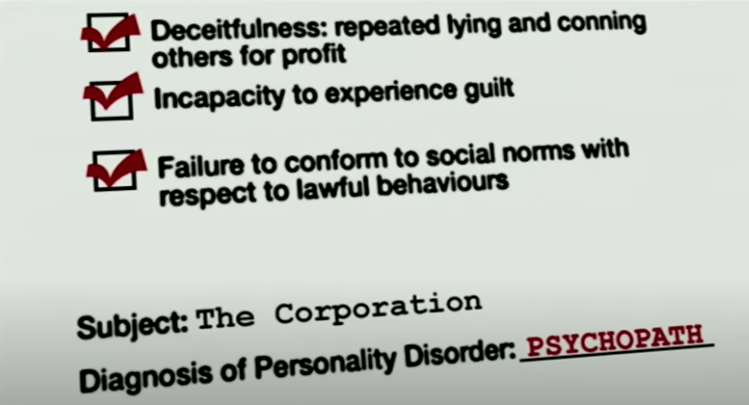 Deceitfulness: repeated lying and conning
others for profit
Incapacity to experience guilt
Failure to conform to social norms with
respect to lawful behaviours
Subject: The Corporation
Diagnosis of Personality Disorder: PSYCHOPATH